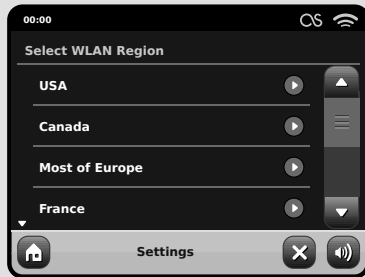 00:00
Select WLAN Region
USA
Canada
Most of Europe
France
Settings